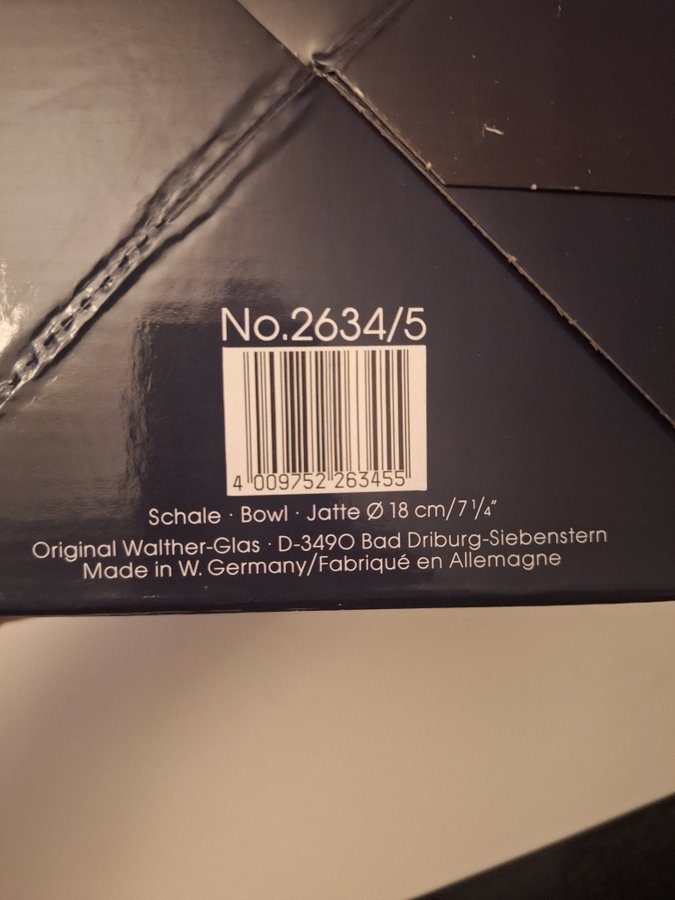 No.2634/5
4 009752 263455
Schale · Bowl · Jatte Ø 18 cm/7 1/4"
Original Walther-Glas · D-3490 Bad Driburg-Siebenstern
Made in W. Germany/Fabriqué en Allemagne